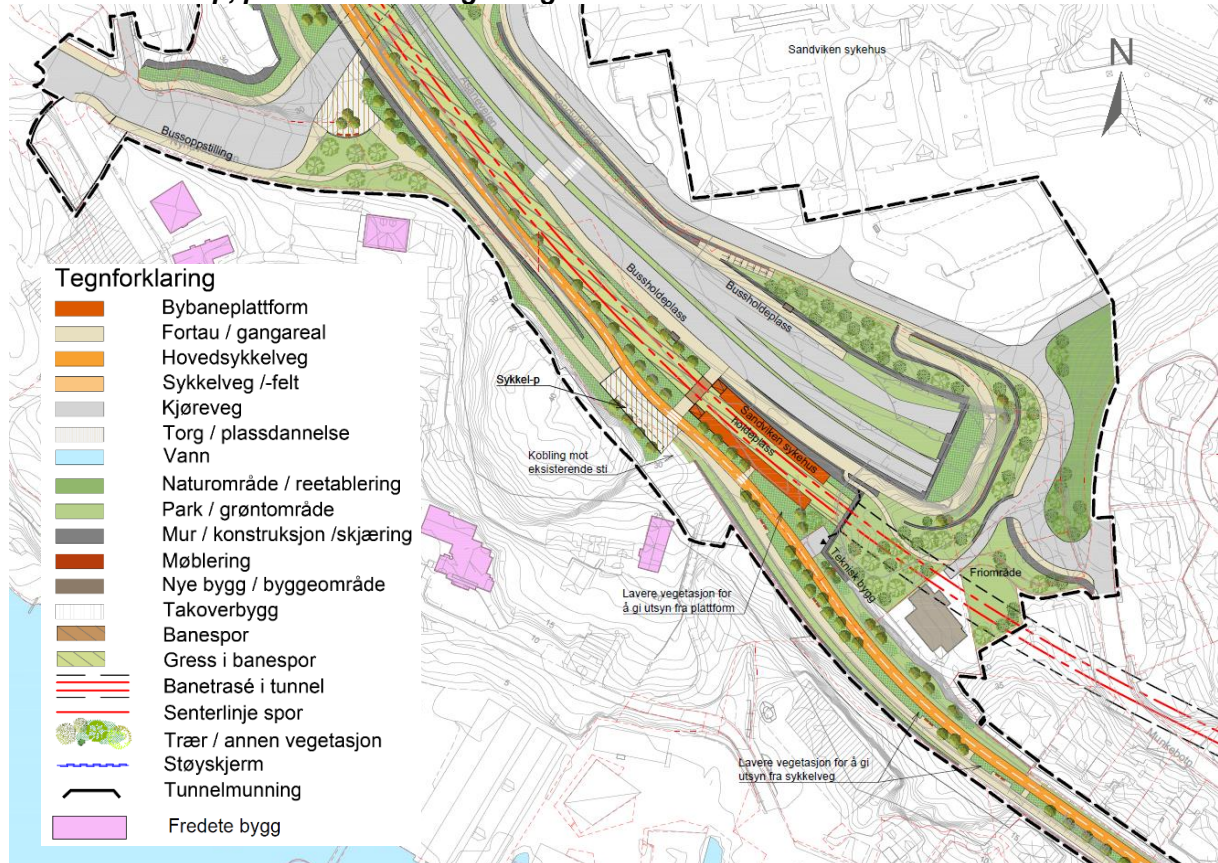 Sandviken sykehus
N
Bussoppstilling
Bussholdeplass
Bussholdeplass
Sykkel-p
Sandviken sykehus
holdeplass
Kobling mot
eksisterende sti
Teknisk bygg
Friområde
Lavere vegetasjon for
å gi utsyn fra plattform
Munkebotn
Lavere vegetasjon for å gi
utsyn fra sykkelveg
Tegnforklaring
Bybaneplattform
Fortau / gangareal
Hovedsykkelveg
Sykkelveg /-felt
Kjøreveg
Torg / plassdannelse
Vann
Naturområde / reetablering
Park / grøntområde
Mur / konstruksjon /skjæring
Møblering
Nye bygg / byggeområde
Takoverbygg
Banespor
Gress i banespor
Banetrasé i tunnel
Senterlinje spor
Trær / annen vegetasjon
Støyskjerm
Tunnelmunning
Fredete bygg